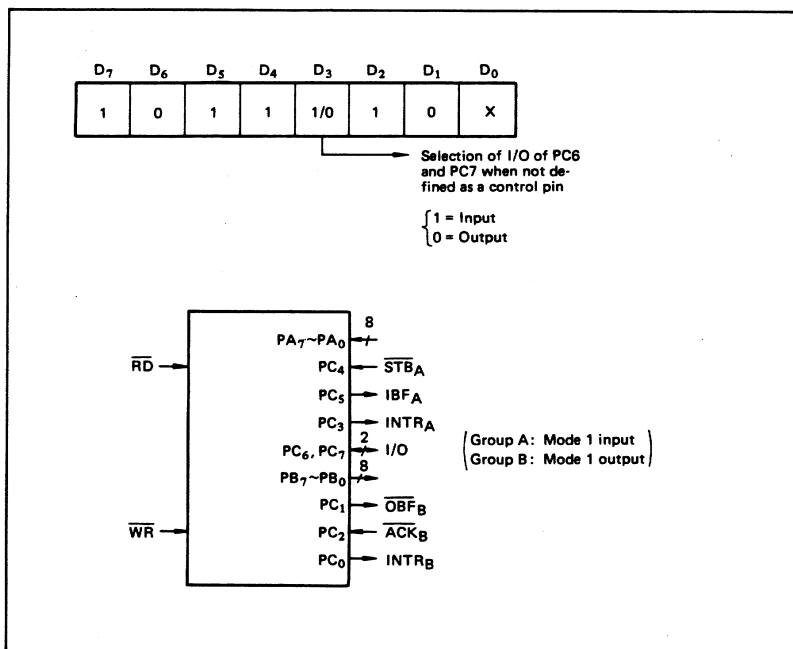 D7 D6 D5 D4 D3 D2 D1 D0
1 0 1 1 1/0 1 0 X
Selection of I/O of PC6
and PC7 when not de-
fined as a control pin
1 = Input
0 = Output
8
PA7~PA0
RD PC4 STBA
PC5 IBFA
PC3 INTRA
2
PC6, PC7 I/O
(Group A: Mode 1 input
Group B: Mode 1 output)
8
PB7~PB0
PC1 OBFB
WR PC2 ACKB
PC0 INTRB